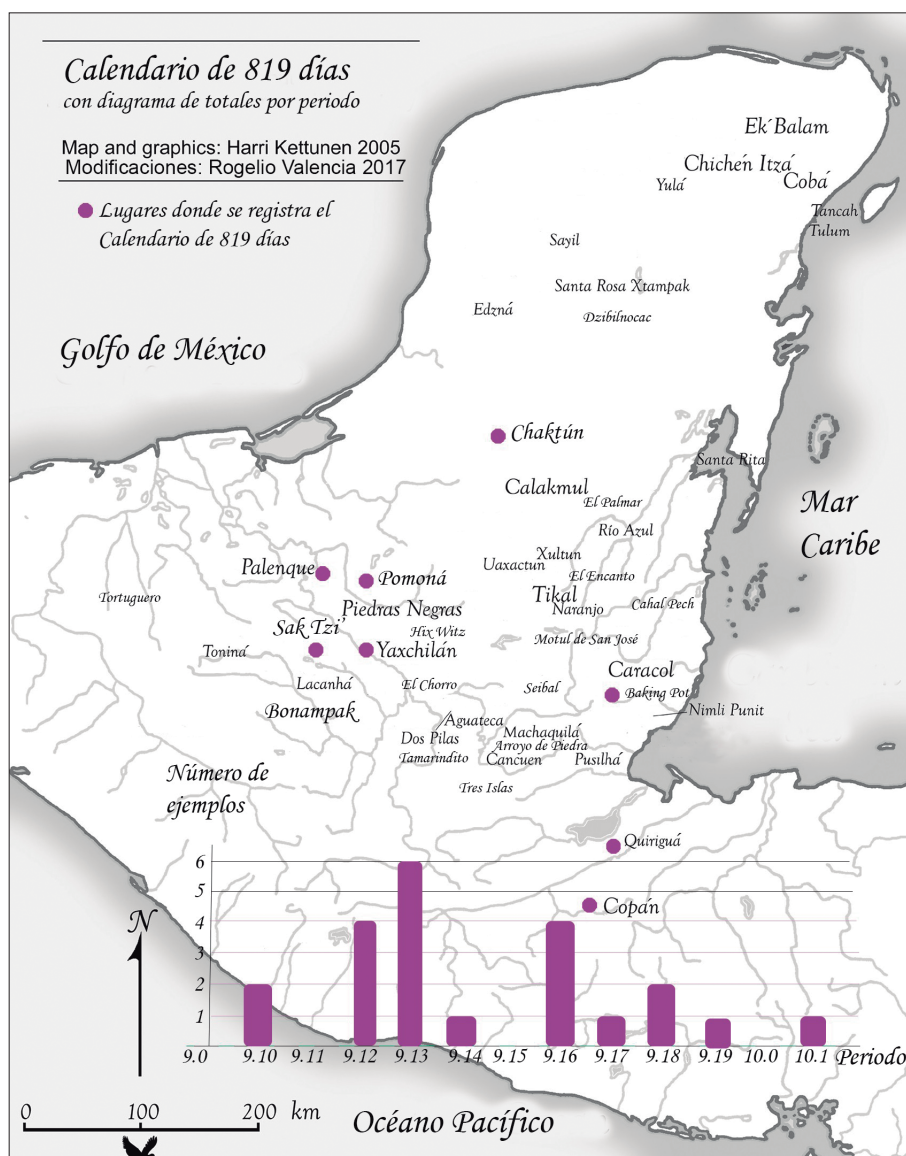 Calendario de 819 días
con diagrama de totales por periodo
Map and graphics: Harri Kettunen 2005
Modificaciones: Rogelio Valencia 2017
Lugares donde se registra el
Calendario de 819 días
Ek´Balam
Chichén Itzá
Yulá
Cobá
Tancah
Tulum
Sayil
Santa Rosa Xtampak
Edzná
Dzibilnocac
Golfo de México
Chaktún
Santa Rita
Calakmul
El Palmar
Mar
Caribe
Río Azul
Xultun
Uaxactun
Palenque
Pomoná
El Encanto
Tikal
Tortuguero
Piedras Negras
Naranjo
Cahal Pech
Sak Tzi'
Hix Witz
Motul de San José
Toniná
Yaxchilán
Caracol
Lacanhá
El Chorro
Seibal
Baking Pot
Bonampak
Nimli Punit
Aguateca
Dos Pilas
Machaquilá
Arroyo de Piedra
Tamarindito
Cancuen
Pusilhá
Número de
ejemplos
Tres Islas
Quiriguá
6
5
Copán
N
4
3
2
1
9.0 9.10 9.11 9.12 9.13 9.14 9.15 9.16 9.17 9.18 9.19 10.0 10.1 Periodo
0 100 200 km
Océano Pacífico